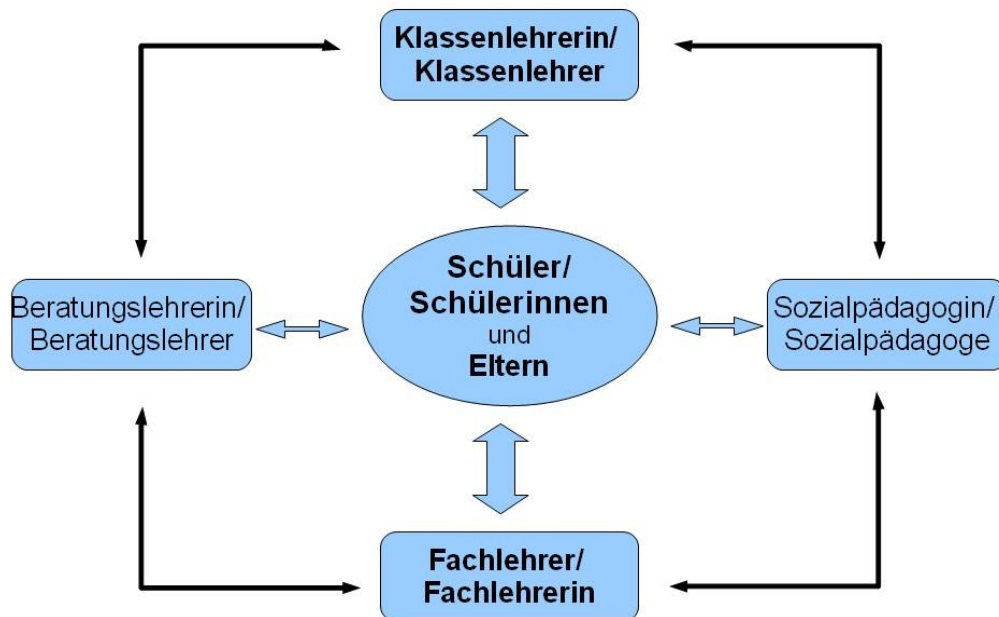 Klassenlehrerin/
Klassenlehrer
Schüler/
Schülerinnen
und
Eltern
Beratungslehrerin/
Beratungslehrer
Sozialpädagogin/
Sozialpädagoge
Fachlehrer/
Fachlehrerin